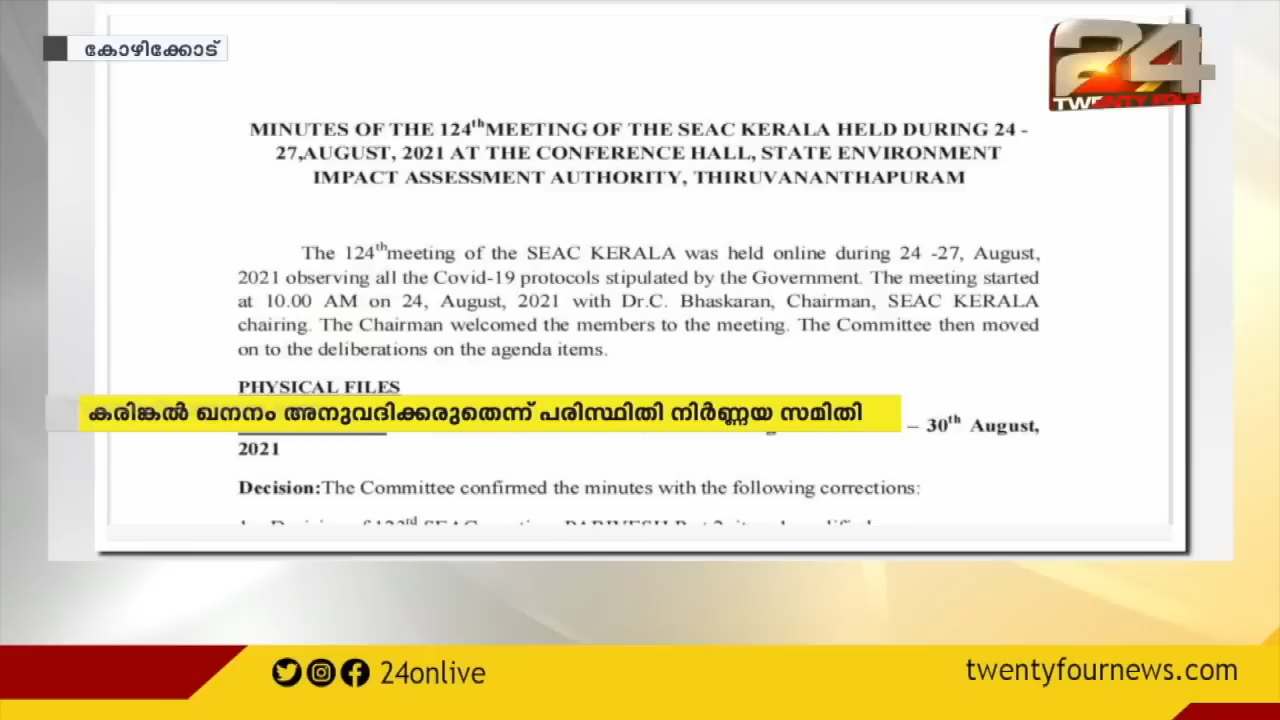 കോഴിക്കോട്
24
TWENTY FOUR
MINUTES OF THE 124thMEETING OF THE SEAC KERALA HELD DURING 24 -
27,AUGUST, 2021 AT THE CONFERENCE HALL, STATE ENVIRONMENT
IMPACT ASSESSMENT AUTHORITY, THIRUVANANTHAPURAM
The 124thmeeting of the SEAC KERALA was held online during 24 -27, August,
2021 observing all the Covid-19 protocols stipulated by the Government. The meeting started
at 10.00 AM on 24, August, 2021 with Dr.C. Bhaskaran, Chairman, SEAC KERALA
chairing. The Chairman welcomed the members to the meeting. The Committee then moved
on to the deliberations on the agenda items.
PHYSICAL FILES
കരിങ്കൽ ഖനനം അനുവദിക്കരുതെന്ന് പരിസ്ഥിതി നിർണ്ണയ സമിതി
– 30th August,
2021
Decision:The Committee confirmed the minutes with the following corrections:
24onlive
twentyfournews.com